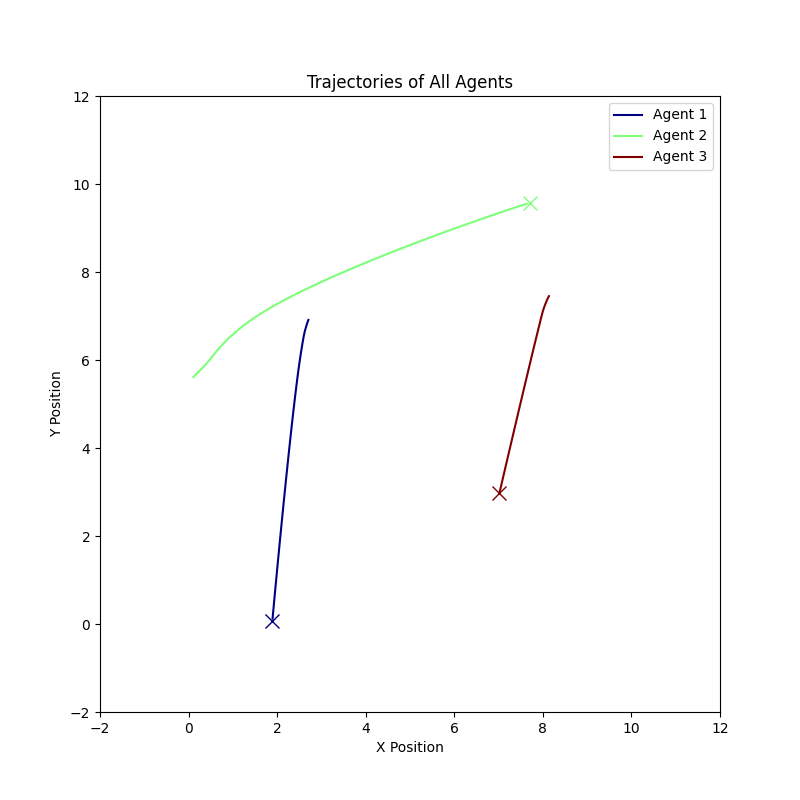 Trajectories of All Agents
12
10
8
6
4
2
0
−2
Y Position
Agent 1
Agent 2
Agent 3
−2 0 2 4 6 8 10 12
X Position